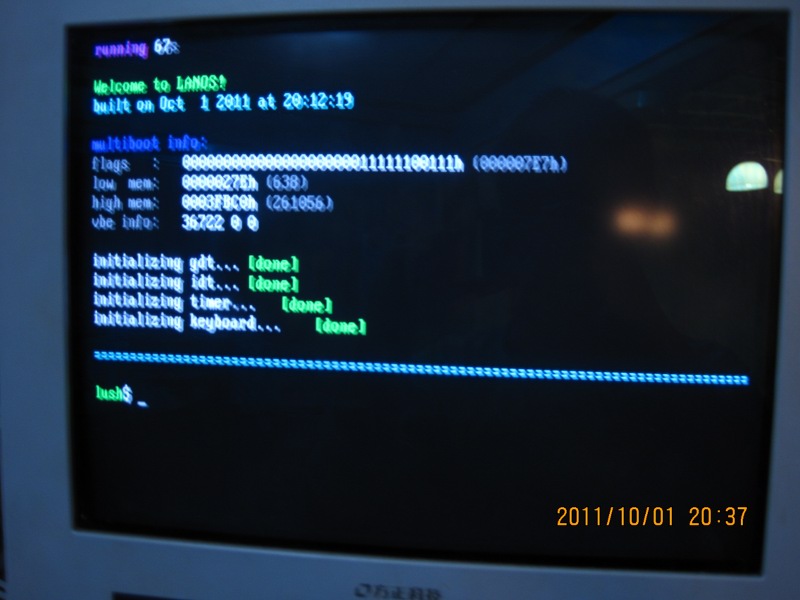 running 67s
Welcome to LANOS!
built on Oct  1 2011 at 20:12:19
multiboot info:
flags   :   00000000000000000000011111100111b (000007E7h)
low  mem:   0000027Eh (638)
high mem:   0003FBC0h (261056)
vbe info:   36722 0 0
initializing gdt... [done]
initializing idt... [done]
initializing timer...   [done]
initializing keyboard...    [done]
lush$ _
2011/10/01 20:37